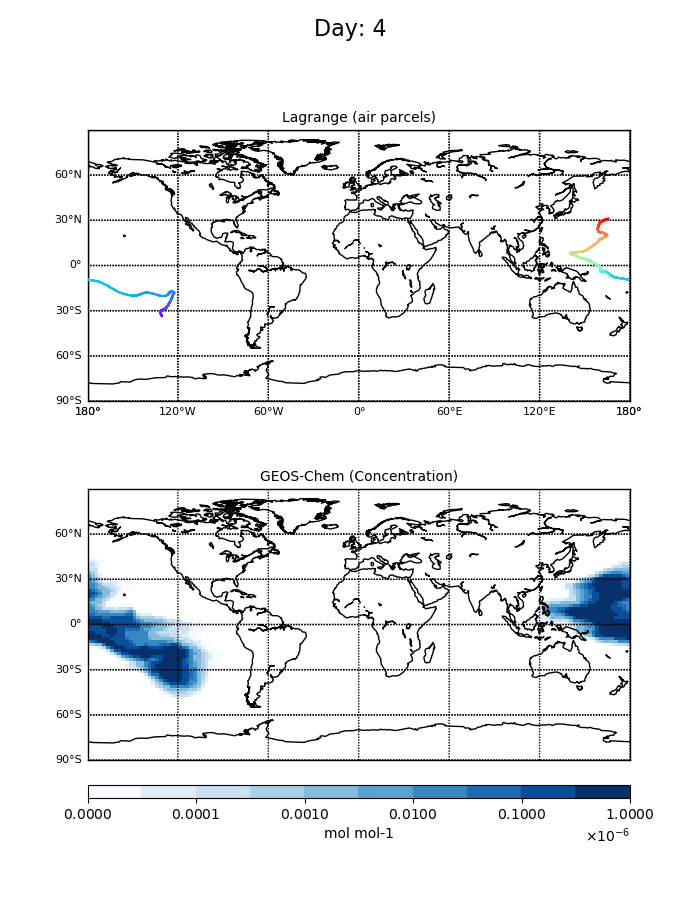 Day: 4
Lagrange (air parcels)
60°N
30°N
0°
30°S
60°S
90°S
180° 120°W 60°W 0° 60°E 120°E 180°
GEOS-Chem (Concentration)
60°N
30°N
0°
30°S
60°S
90°S
0.0000 0.0001 0.0010 0.0100 0.1000 1.0000
mol mol-1 ×10⁻⁶